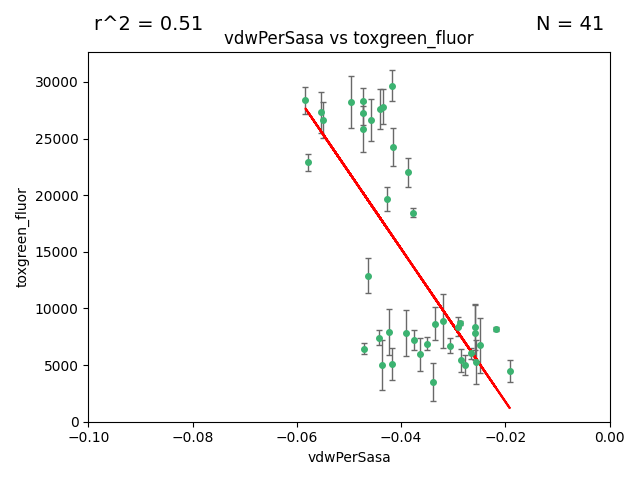 r^2 = 0.51
N = 41
vdwPerSasa vs toxgreen_fluor
toxgreen_fluor
30000
25000
20000
15000
10000
5000
0
−0.10
−0.08
−0.06
−0.04
−0.02
0.00
vdwPerSasa